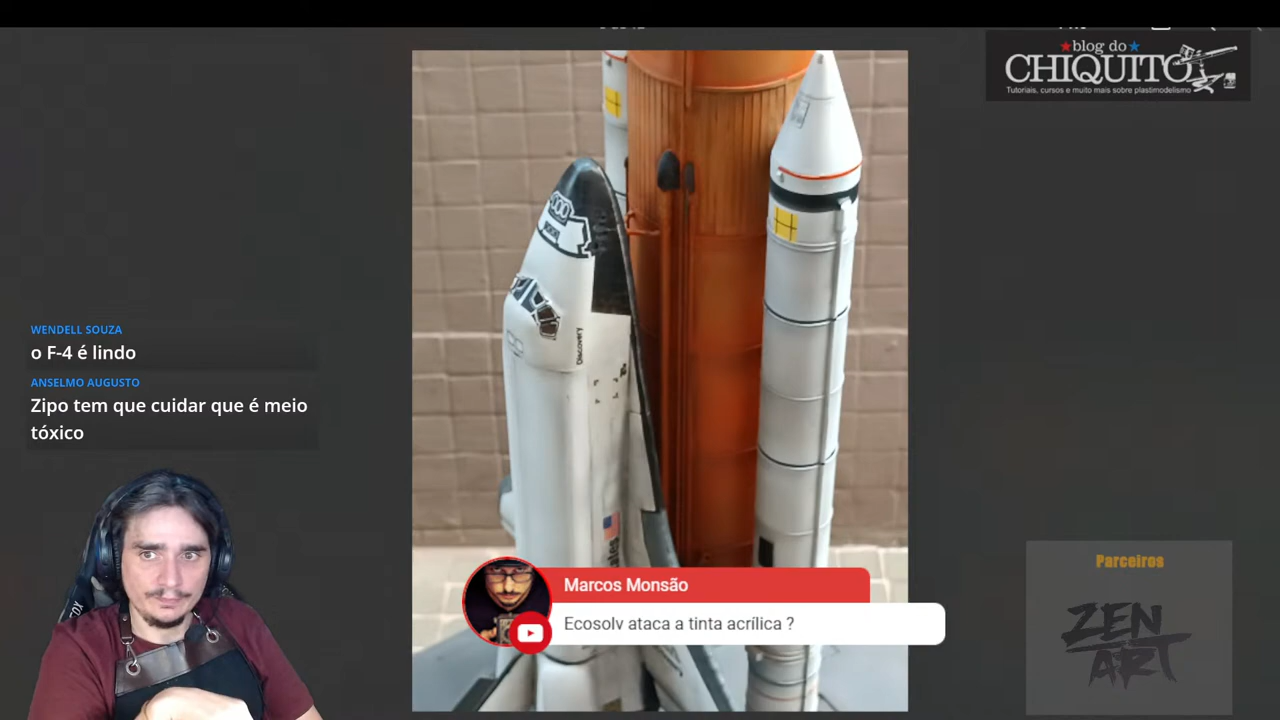 blog do
CHIQUITO
Tutoriais, cursos e muito mais sobre plastimodelismo
WENDELL SOUZA
o F-4 é lindo
ANSELMO AUGUSTO
Zipo tem que cuidar que é meio
tóxico
Discovery
Marcos Monsão
Ecosolv ataca a tinta acrílica ?
Parceiros
ZEN
ART